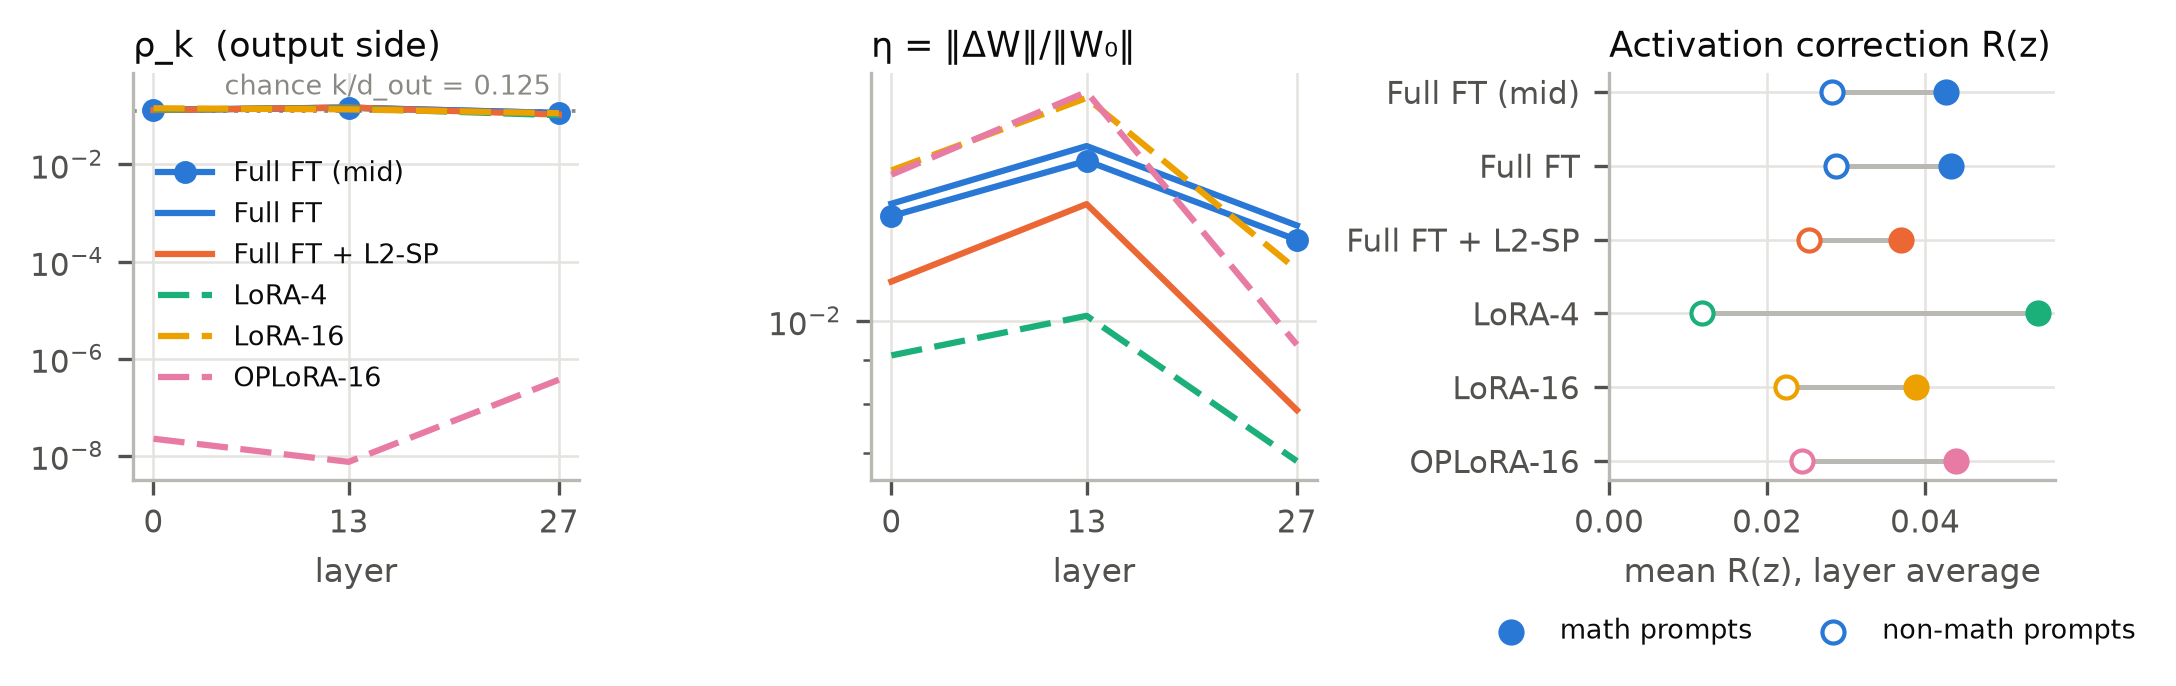 ρ_k (output side)
chance k/d_out = 0.125
10⁻²
10⁻⁴
10⁻⁶
10⁻⁸
Full FT (mid)
Full FT
Full FT + L2-SP
LoRA-4
LoRA-16
OPLoRA-16
0 13 27
layer
η = ‖ΔW‖/‖W₀‖
10⁻²
0 13 27
layer
Activation correction R(z)
Full FT (mid)
Full FT
Full FT + L2-SP
LoRA-4
LoRA-16
OPLoRA-16
0.00 0.02 0.04
mean R(z), layer average
math prompts non-math prompts